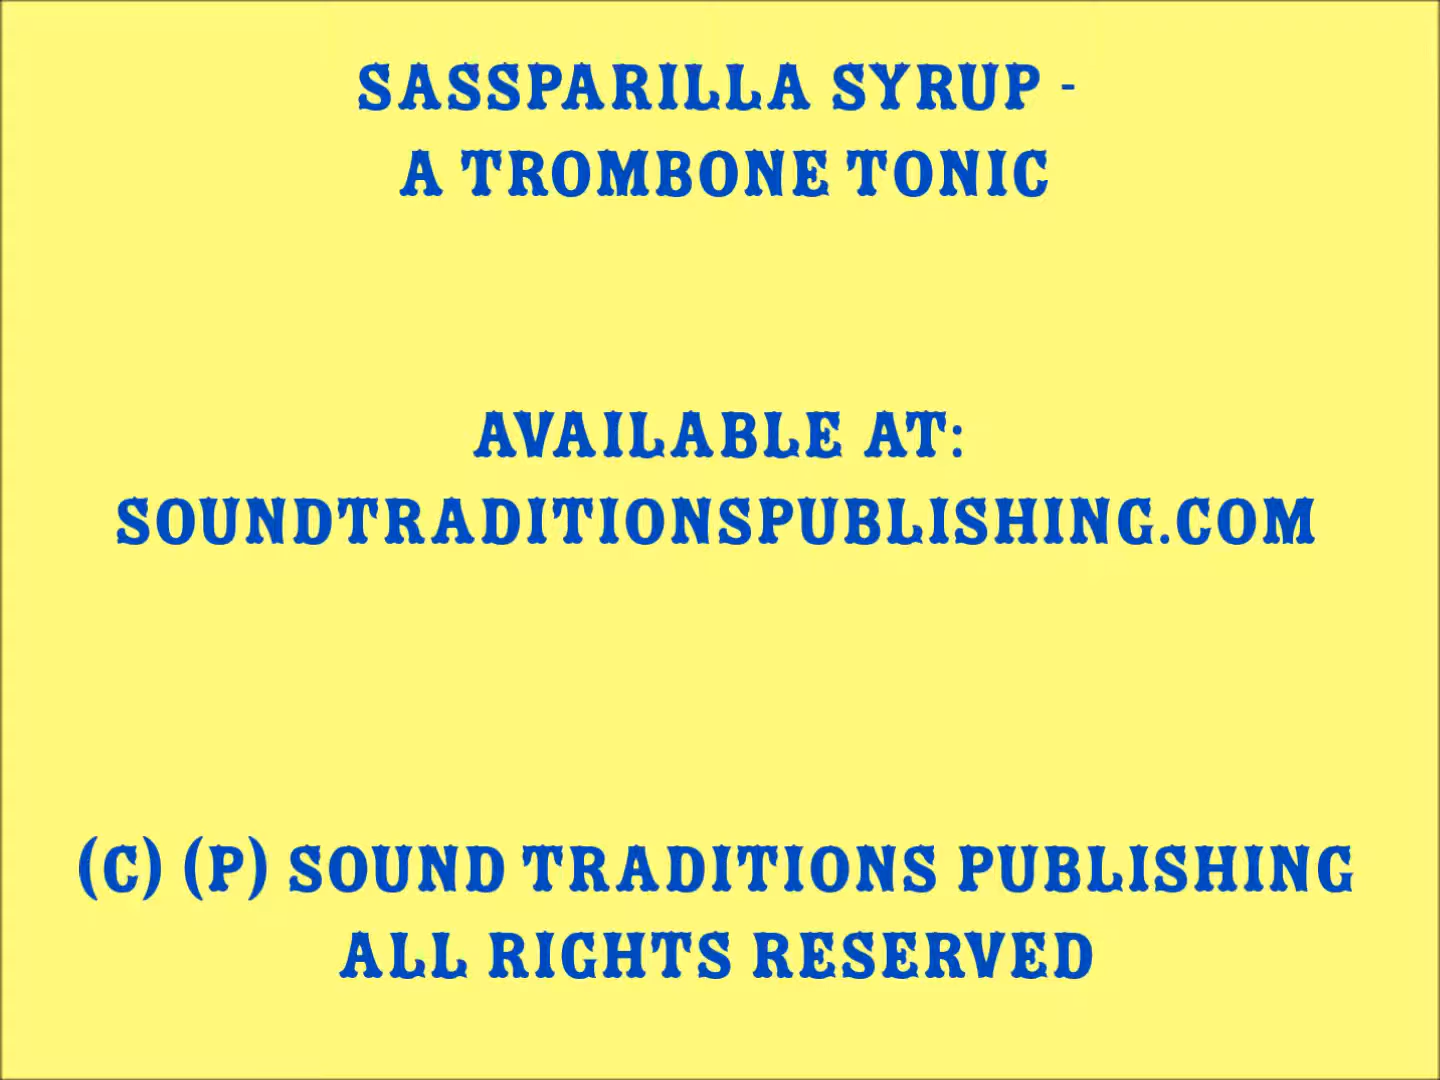 SASSPARILLA SYRUP -
A TROMBONE TONIC
AVAILABLE AT:
SOUNDTRADITIONSPUBLISHING.COM
(C) (P) SOUND TRADITIONS PUBLISHING
ALL RIGHTS RESERVED